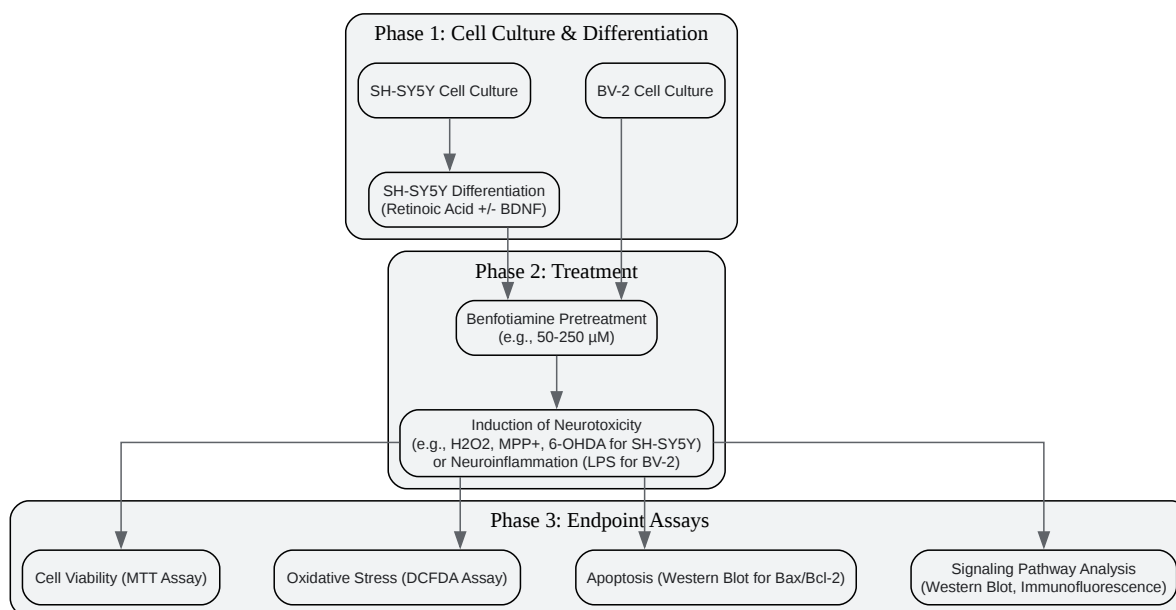 Phase 1: Cell Culture & Differentiation
SH-SY5Y Cell Culture
BV-2 Cell Culture
SH-SY5Y Differentiation
(Retinoic Acid +/- BDNF)
Phase 2: Treatment
Benfotiamine Pretreatment
(e.g., 50-250 μM)
Induction of Neurotoxicity
(e.g., H2O2, MPP+, 6-OHDA for SH-SY5Y)
or Neuroinflammation (LPS for BV-2)
Phase 3: Endpoint Assays
Cell Viability (MTT Assay)
Oxidative Stress (DCFDA Assay)
Apoptosis (Western Blot for Bax/Bcl-2)
Signaling Pathway Analysis
(Western Blot, Immunofluorescence)